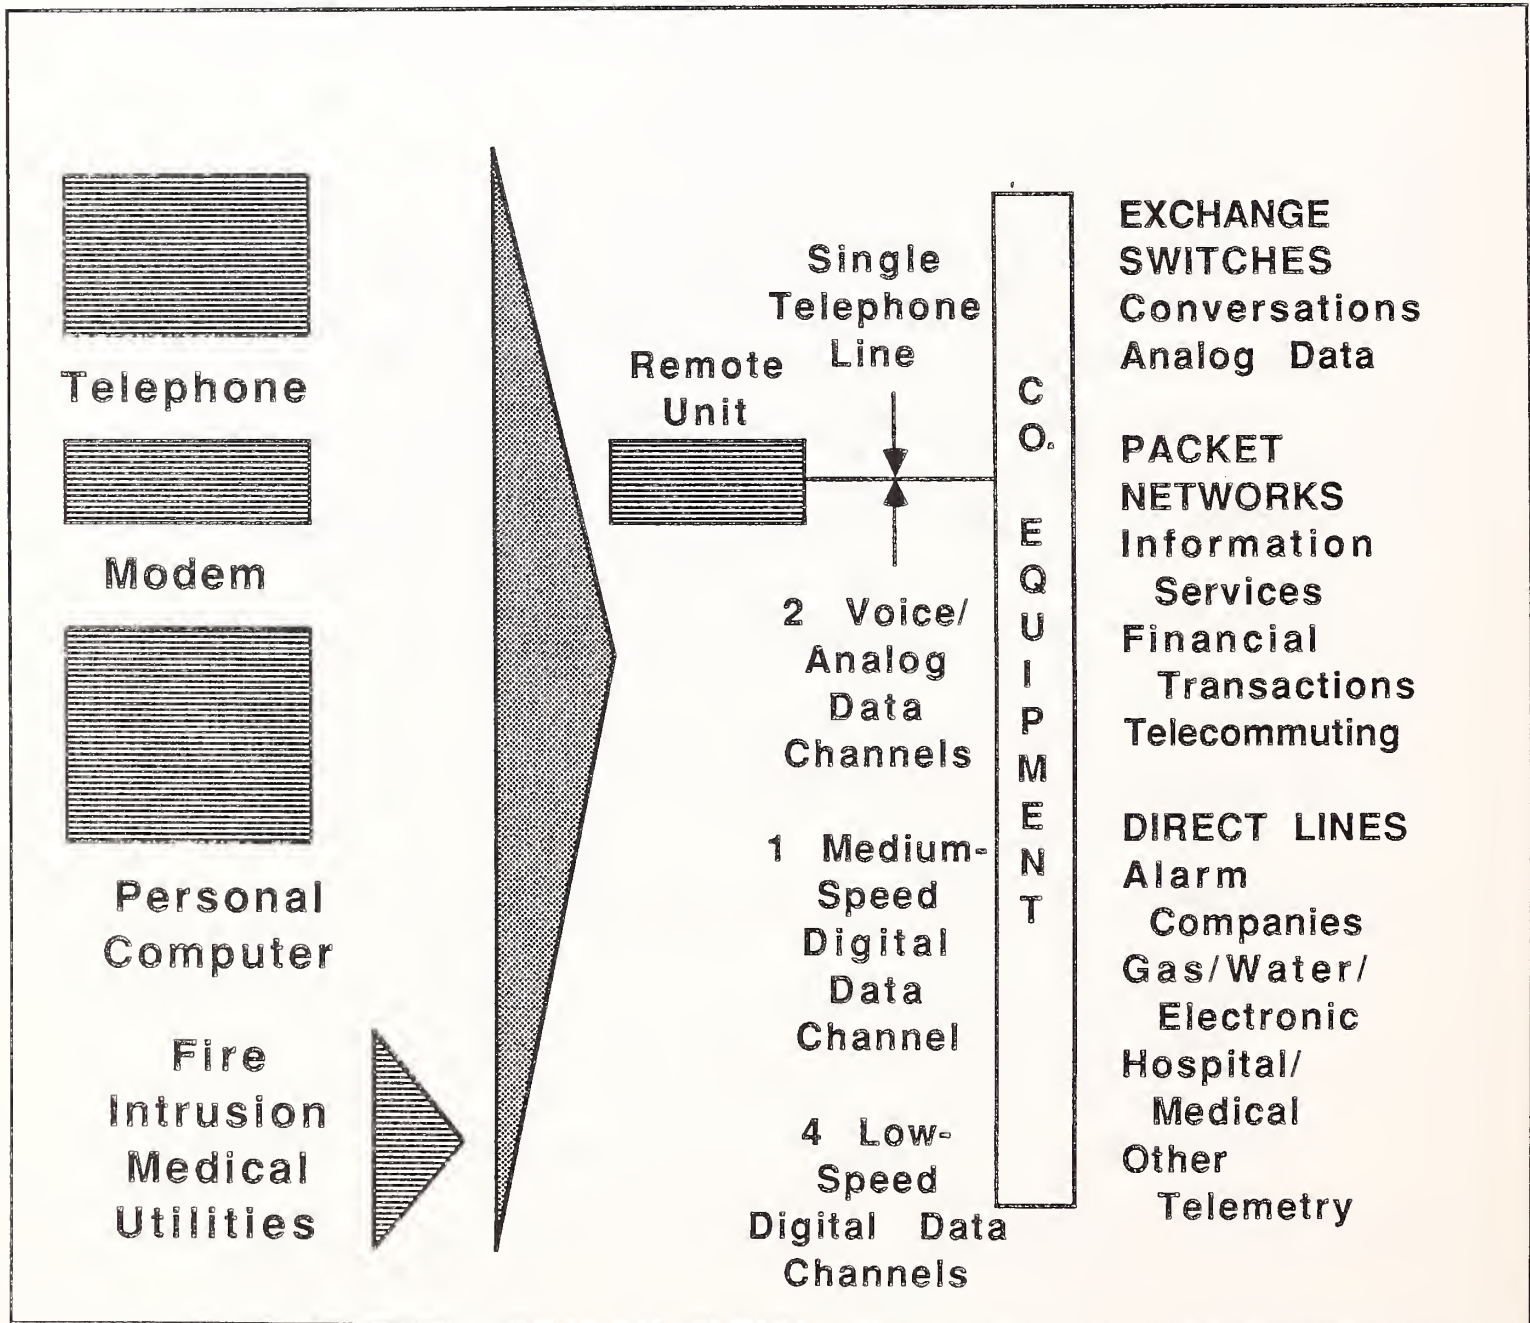 Telephone
Modem
Personal
Computer
Fire
Intrusion
Medical
Utilities
Remote
Unit
Single
Telephone
Line
2 Voice/
Analog
Data
Channels
1 Medium-
Speed
Digital
Data
Channel
4 Low-
Speed
Digital Data
Channels
CO. EQUIPMENT
EXCHANGE
SWITCHES
Conversations
Analog Data
PACKET
NETWORKS
Information
Services
Financial
Transactions
Telecommuting
DIRECT LINES
Alarm
Companies
Gas/Water/
Electronic
Hospital/
Medical
Other
Telemetry